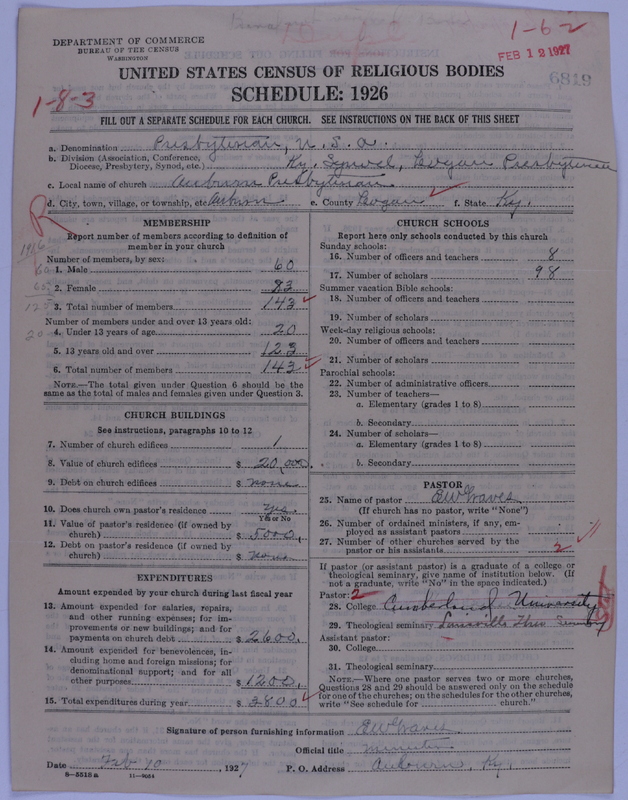 1-62
DEPARTMENT OF COMMERCE
BUREAU OF THE CENSUS
WASHINGTON
FEB 12 1927
6819
UNITED STATES CENSUS OF RELIGIOUS BODIES
1-8-3
SCHEDULE: 1926
FILL OUT A SEPARATE SCHEDULE FOR EACH CHURCH. SEE INSTRUCTIONS ON THE BACK OF THIS SHEET
a. Denomination Presbyterian, U.S.A.
b. Division (Association, Conference, Diocese, Presbytery, Synod, etc.) Ky. Synod, Logan Presbyterian
c. Local name of church Auburn Presbyterian
d. City, town, village, or township, etc. Auburn e. County Logan f. State Ky.
R
MEMBERSHIP
Report number of members according to definition of
member in your church
1916
Number of members, by sex:
1. Male 60
2. Female 83
3. Total number of members 143
125
Number of members under and over 13 years old:
4. Under 13 years of age 20
20
5. 13 years old and over 123
6. Total number of members 143
NOTE.—The total given under Question 6 should be the
same as the total of males and females given under Question 3.
CHURCH BUILDINGS
See instructions, paragraphs 10 to 12
7. Number of church edifices 1
8. Value of church edifices $ 20,000.
9. Debt on church edifices $ none
10. Does church own pastor's residence yes.
Yes or No
11. Value of pastor's residence (if owned by
church) $ 5000.
12. Debt on pastor's residence (if owned by
church) $ none.
EXPENDITURES
Amount expended by your church during last fiscal year
13. Amount expended for salaries, repairs,
and other running expenses; for im-
provements or new buildings; and for
payments on church debt $ 2600.
14. Amount expended for benevolences, in-
cluding home and foreign missions; for
denominational support; and for all
other purposes $ 1200.
15. Total expenditures during year $ 3800
CHURCH SCHOOLS
Report here only schools conducted by this church
Sunday schools:
16. Number of officers and teachers 8
17. Number of scholars 98
Summer vacation Bible schools:
18. Number of officers and teachers
19. Number of scholars
Week-day religious schools:
20. Number of officers and teachers
21. Number of scholars
Parochial schools:
22. Number of administrative officers
23. Number of teachers—
a. Elementary (grades 1 to 8)
b. Secondary
24. Number of scholars—
a. Elementary (grades 1 to 8)
b. Secondary
PASTOR
25. Name of pastor E W Graves
(If church has no pastor, write "None")
26. Number of ordained ministers, if any, em-
ployed as assistant pastors
27. Number of other churches served by the
pastor or his assistants 2
If pastor (or assistant pastor) is a graduate of a college or
theological seminary, give name of institution below. (If
not a graduate, write "No" in the space indicated.)
Pastor: 2
28. College Cumberland University
29. Theological seminary Louisville Theo Seminary
Assistant pastor:
30. College
31. Theological seminary
NOTE.—Where one pastor serves two or more churches,
Questions 28 and 29 should be answered only on the schedule
for one of the churches; on the schedules for the other churches,
write "See schedule for church."
Signature of person furnishing information E W Graves
Official title Minister
Date Feb 10, 1927 P. O. Address Auburn, Ky.
8-5515a 11-9054